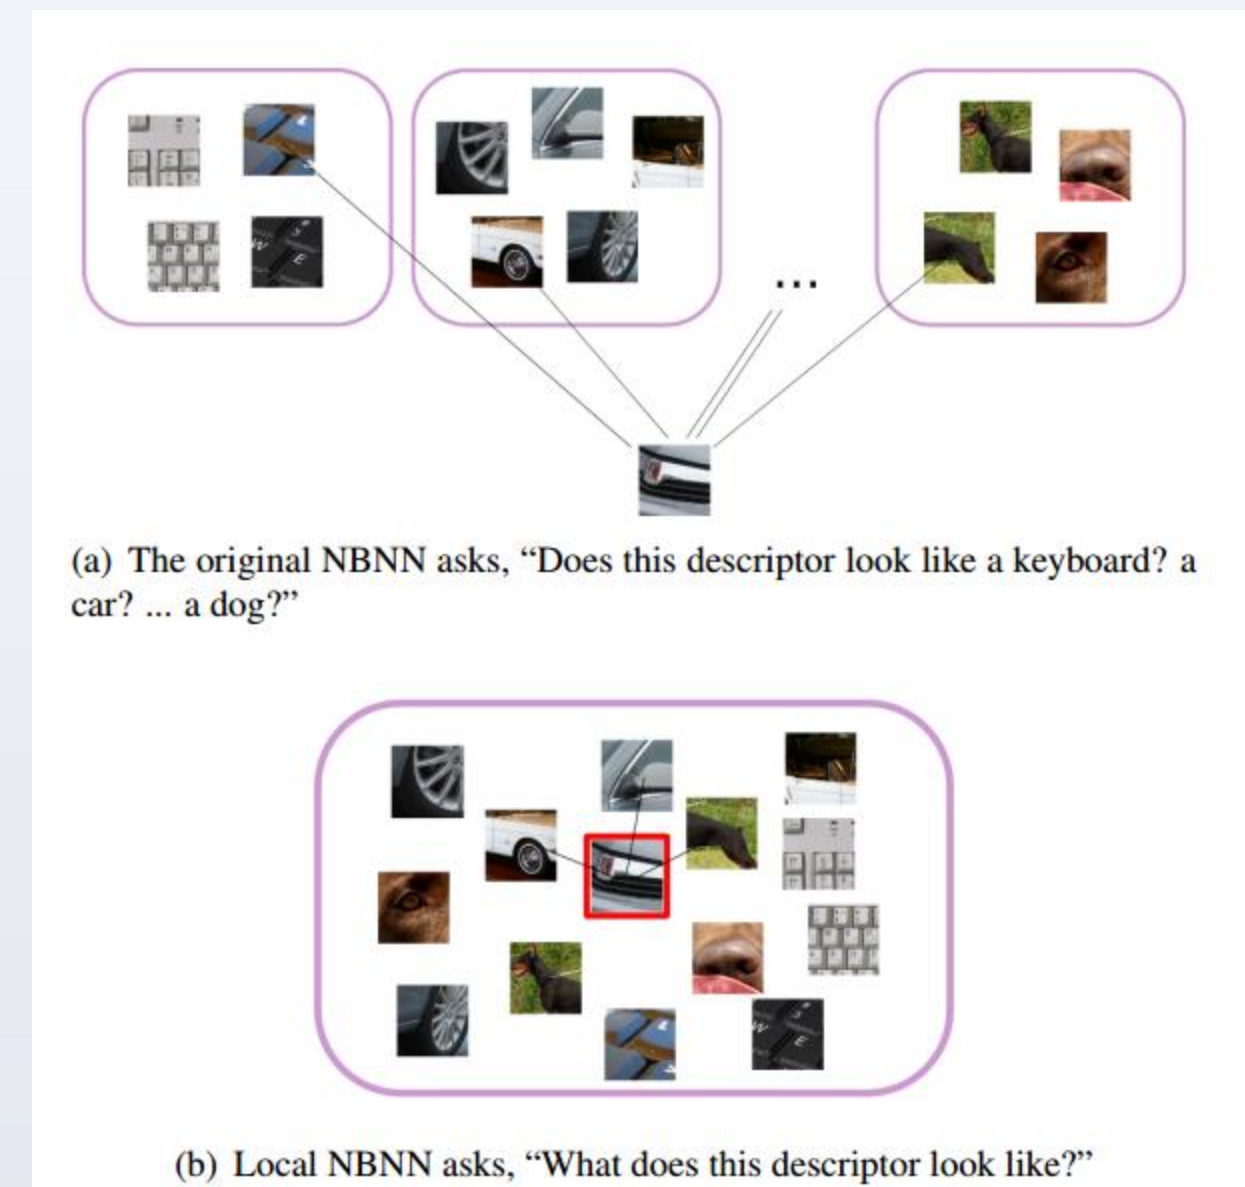 ...
(a) The original NBNN asks, “Does this descriptor look like a keyboard? a
car? ... a dog?”
(b) Local NBNN asks, “What does this descriptor look like?”